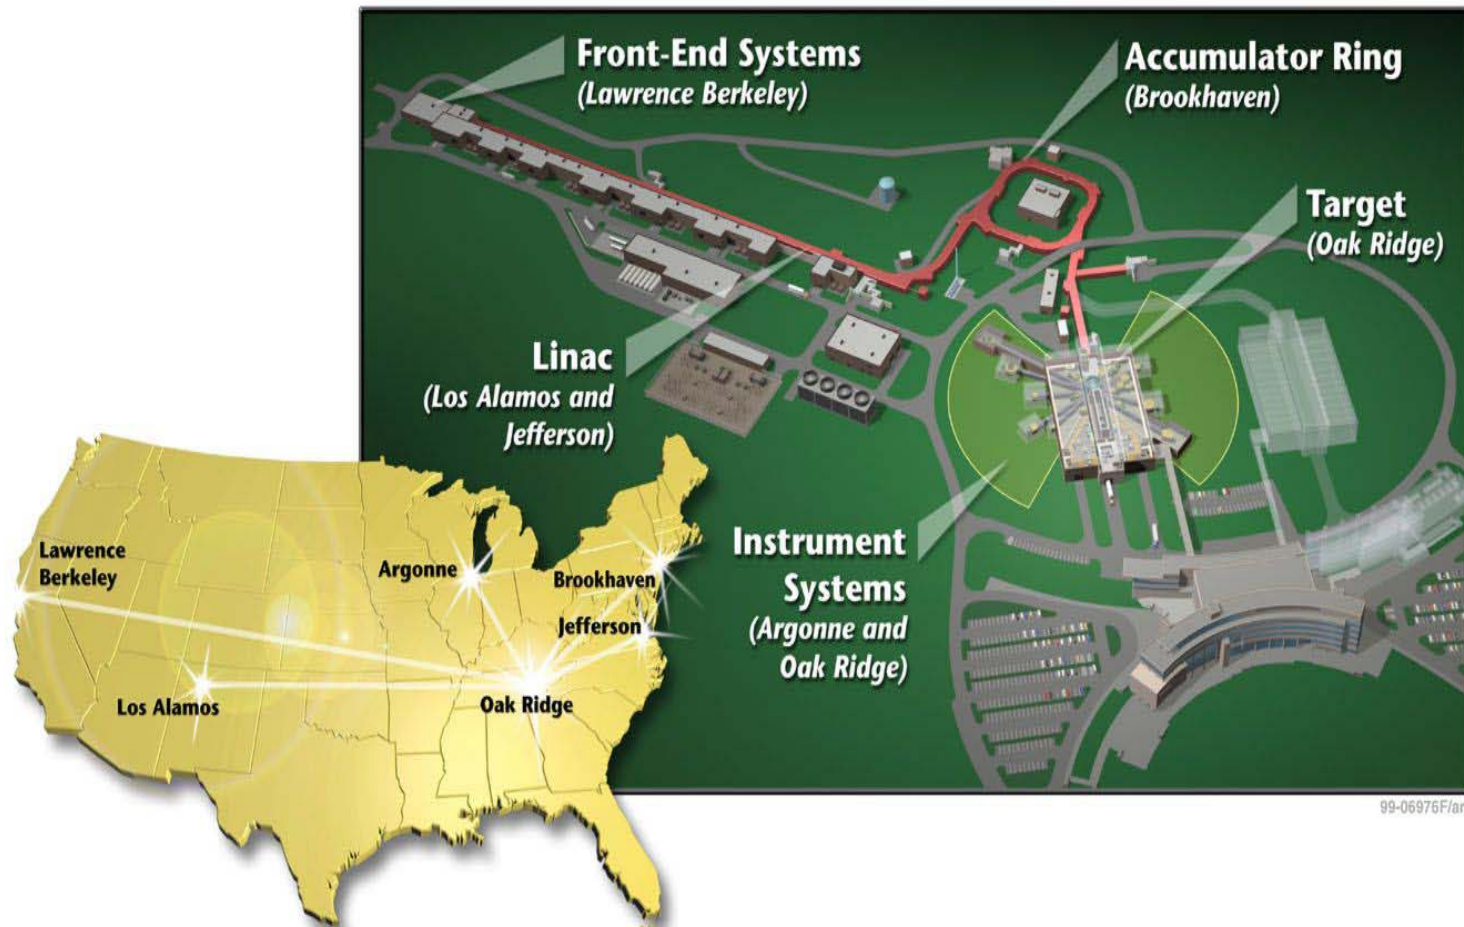 Front-End Systems
(Lawrence Berkeley)
Accumulator Ring
(Brookhaven)
Target
(Oak Ridge)
Linac
(Los Alamos and
Jefferson)
Instrument
Systems
(Argonne and
Oak Ridge)
Lawrence
Berkeley
Argonne
Brookhaven
Jefferson
Los Alamos
Oak Ridge
99-06976F/ar